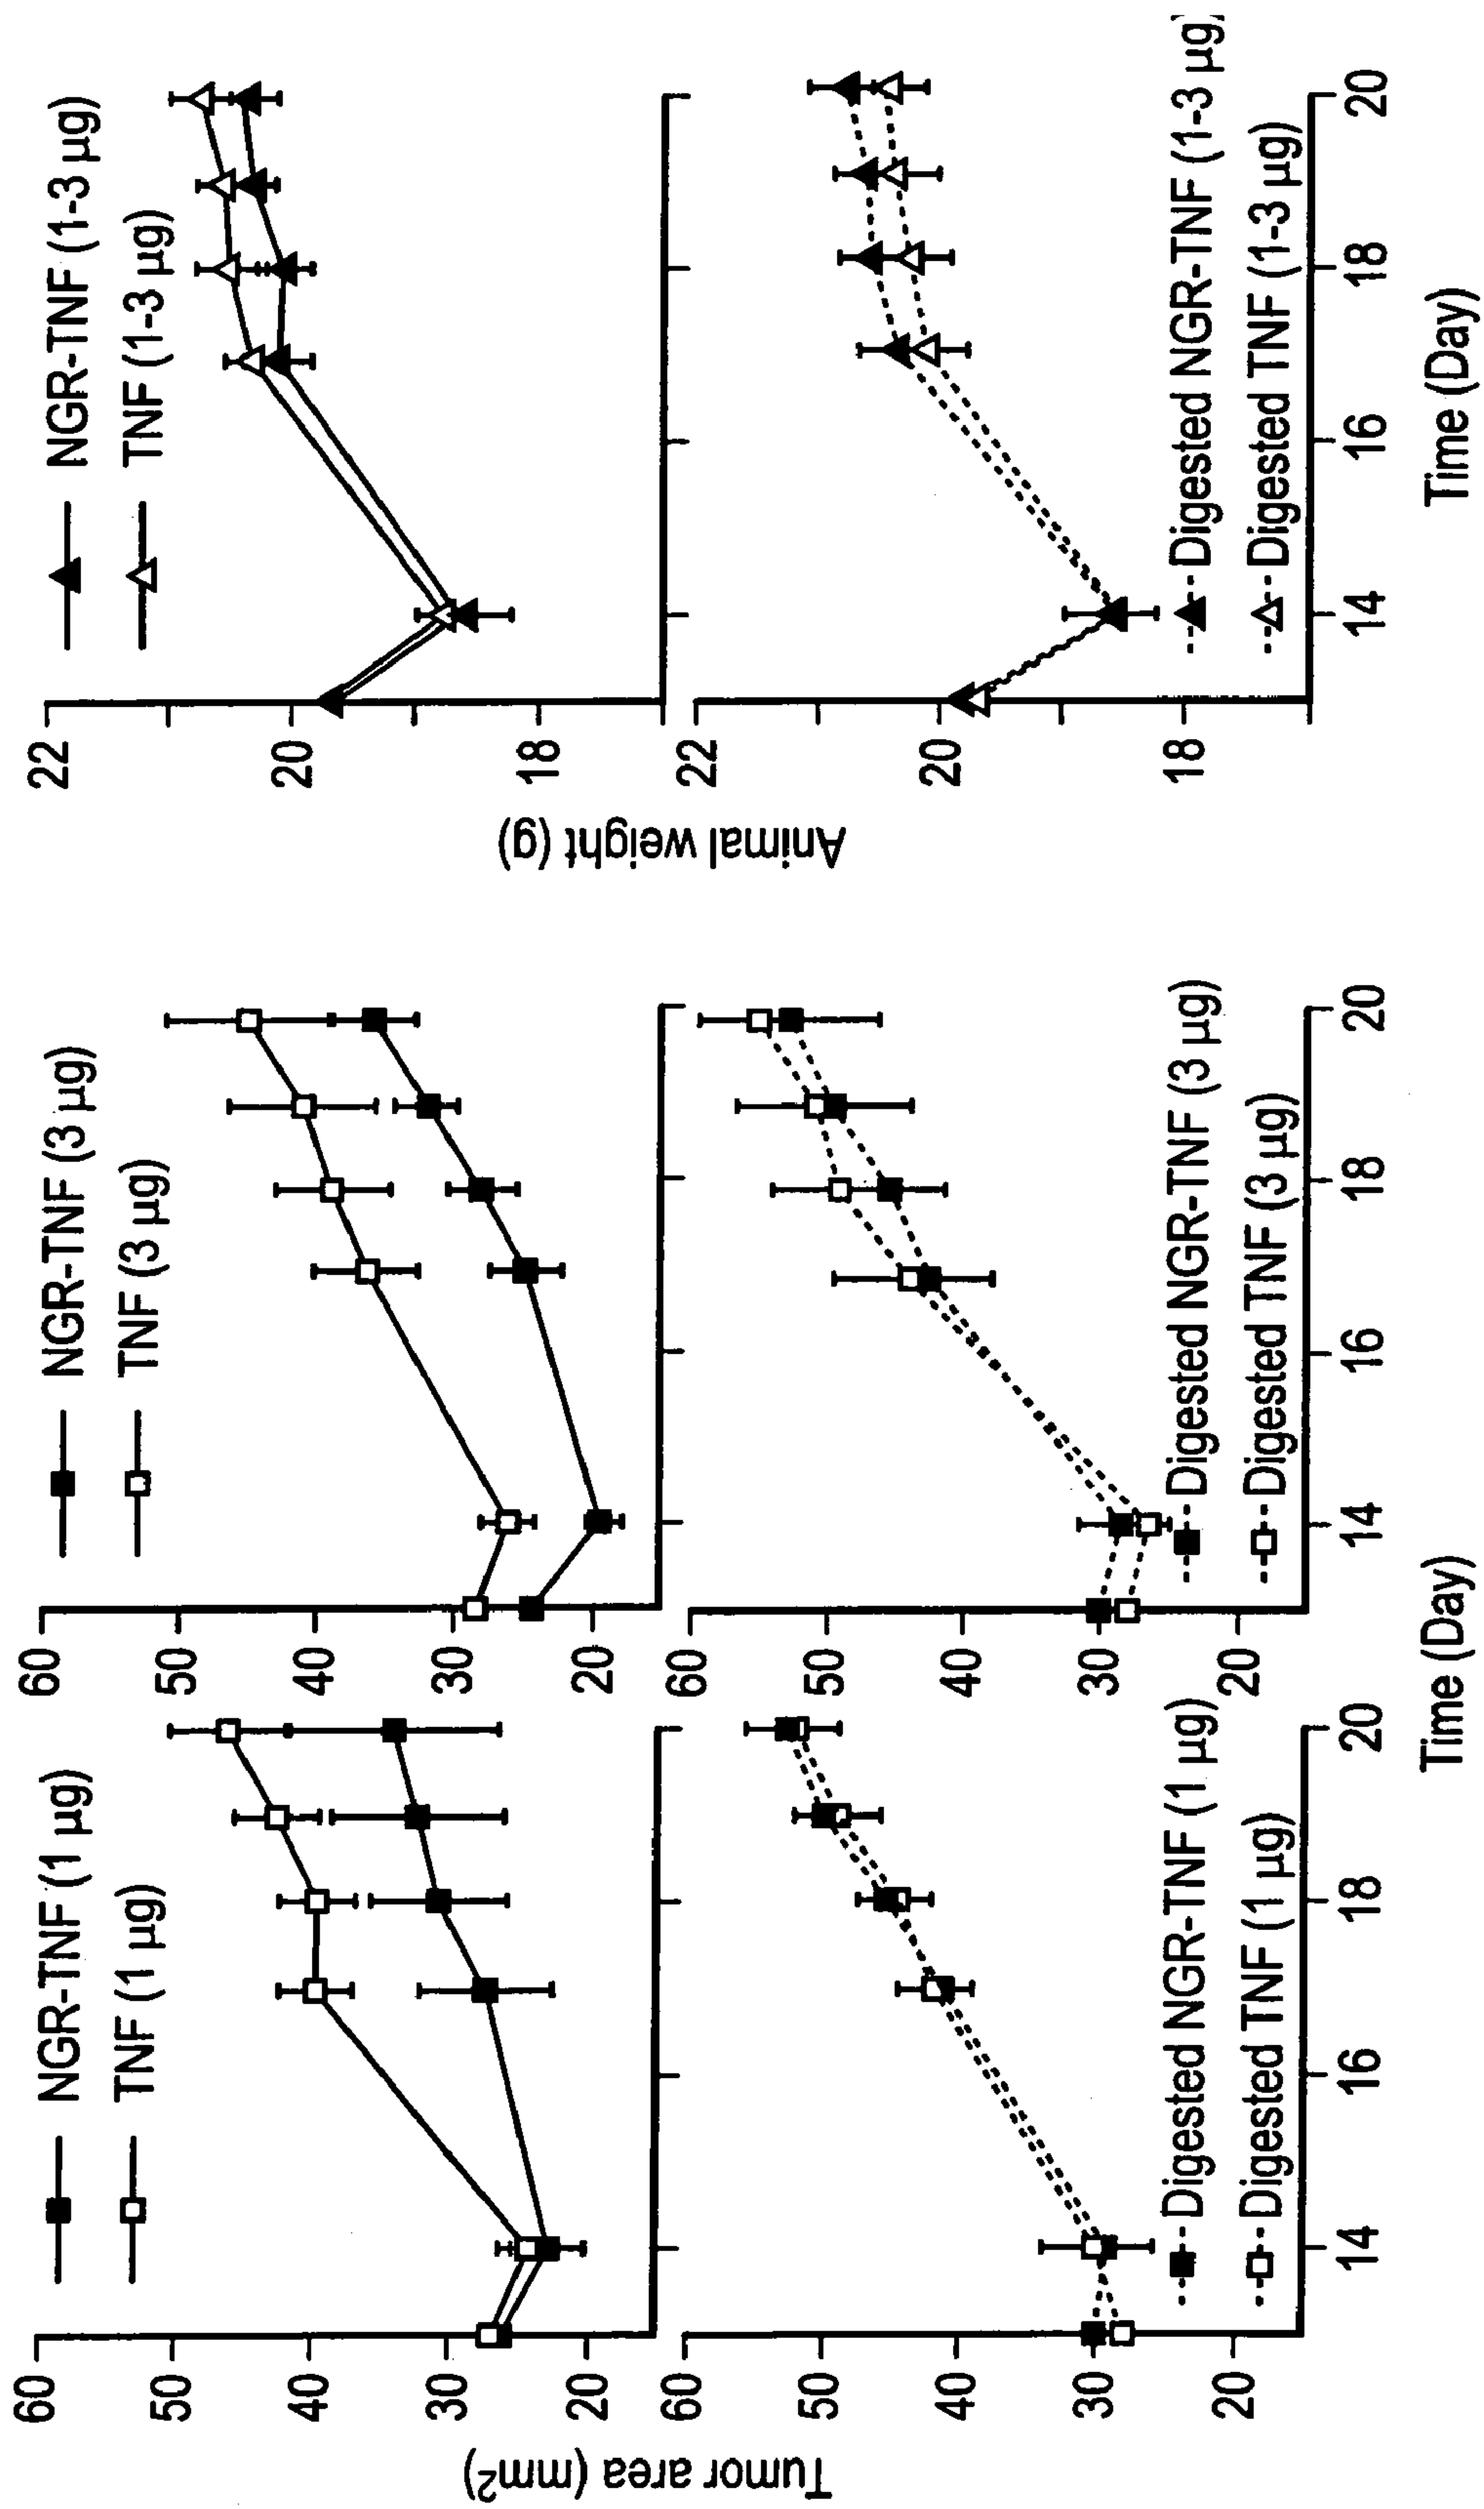 NGR-TNF (1 µg)
TNF (1 µg)
60
50
40
30
20
NGR-TNF (3 µg)
TNF (3 µg)
60
50
40
30
20
NGR-TNF (1-3 µg)
TNF (1-3 µg)
22
20
18
Tumor area (mm2)
Animal weight (g)
60
50
40
30
20
Digested NGR-TNF (1 µg)
Digested TNF (1 µg)
14
16
18
20
60
50
40
30
20
Digested NGR-TNF (3 µg)
Digested TNF (3 µg)
14
16
18
20
22
20
18
Digested NGR-TNF (1-3 µg)
Digested TNF (1-3 µg)
14
16
18
20
Time (Day)
Time (Day)